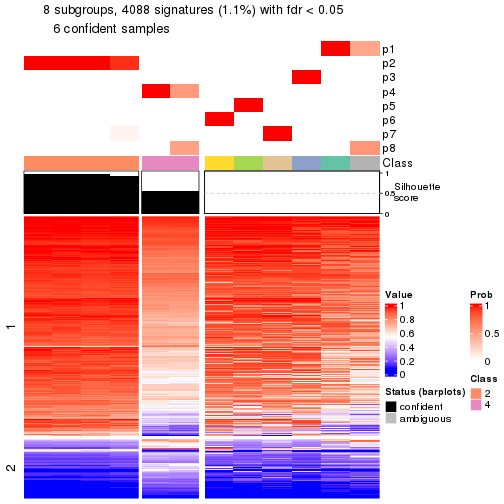 8 subgroups, 4088 signatures (1.1%) with fdr < 0.05
6 confident samples
p1
p2
p3
p4
p5
p6
p7
p8
Class
1
0.5
0
Silhouette
score
1
2
Value
1
0.8
0.6
0.4
0.2
0
Status (barplots)
confident
ambiguous
Prob
1
0.5
0
Class
2
4